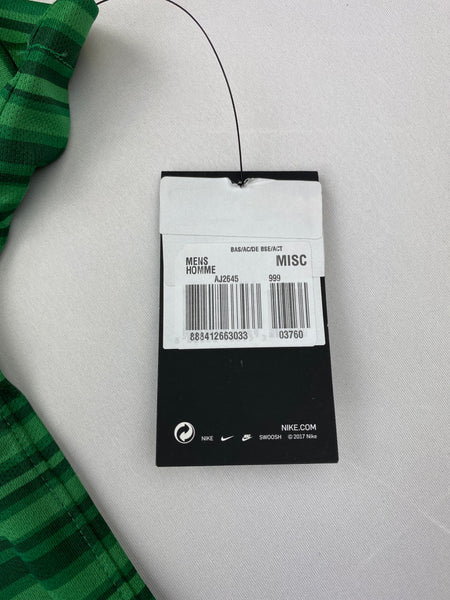 BAS/AC/DE BSE/ACT
MENS MISC
HOMME
AJ2645 999
888412663033 03760
NIKE.COM
NIKE SWOOSH © 2017 Nike